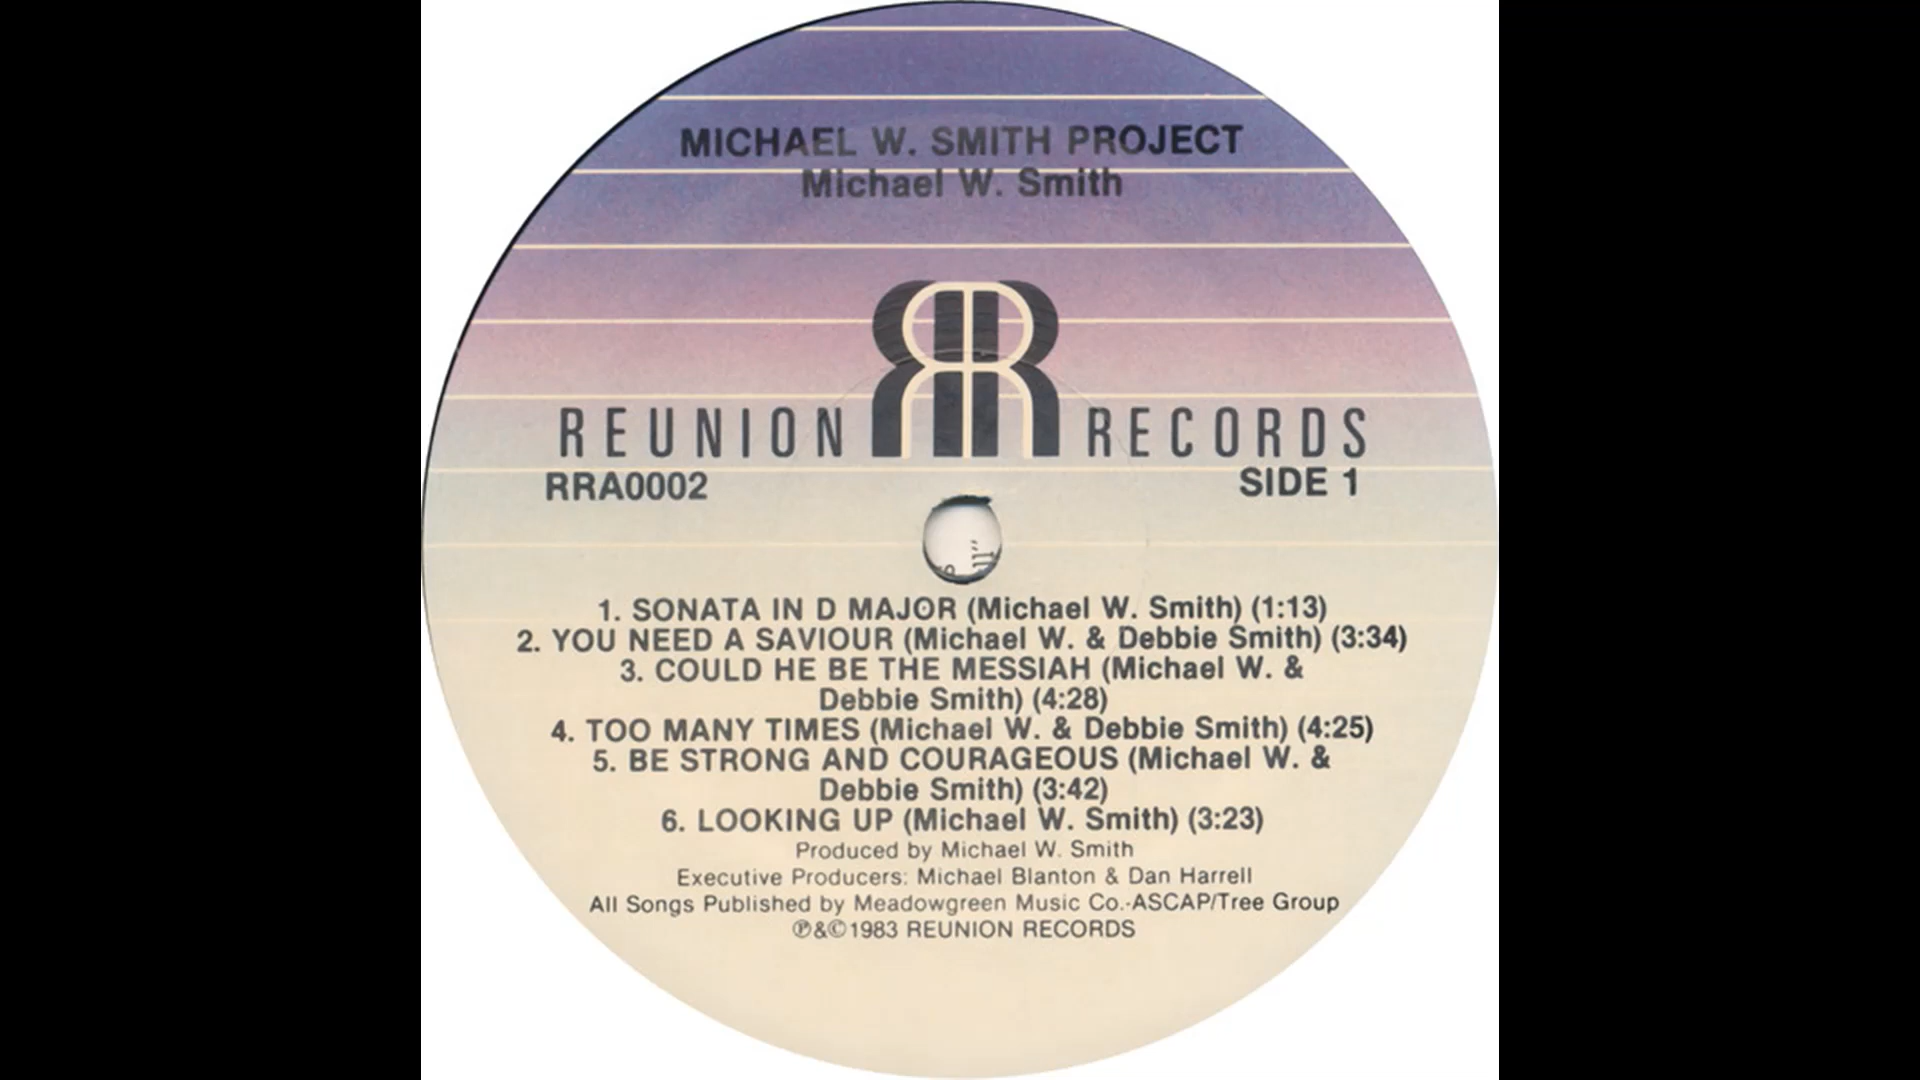 MICHAEL W. SMITH PROJECT
Michael W. Smith
REUNION RR RECORDS
RRA0002 SIDE 1
1. SONATA IN D MAJOR (Michael W. Smith) (1:13)
2. YOU NEED A SAVIOUR (Michael W. & Debbie Smith) (3:34)
3. COULD HE BE THE MESSIAH (Michael W. &
Debbie Smith) (4:28)
4. TOO MANY TIMES (Michael W. & Debbie Smith) (4:25)
5. BE STRONG AND COURAGEOUS (Michael W. &
Debbie Smith) (3:42)
6. LOOKING UP (Michael W. Smith) (3:23)
Produced by Michael W. Smith
Executive Producers: Michael Blanton & Dan Harrell
All Songs Published by Meadowgreen Music Co.-ASCAP/Tree Group
℗&©1983 REUNION RECORDS